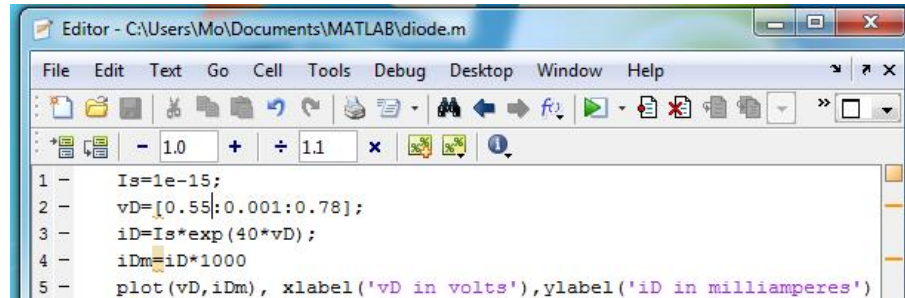 Editor - C:\Users\Mo\Documents\MATLAB\diode.m
File Edit Text Go Cell Tools Debug Desktop Window Help
- 1.0 + ÷ 1.1 ×
1 - Is=1e-15;
2 - vD=[0.55:0.001:0.78];
3 - iD=Is*exp(40*vD);
4 - iDm=iD*1000
5 - plot(vD,iDm), xlabel('vD in volts'),ylabel('iD in milliamperes')